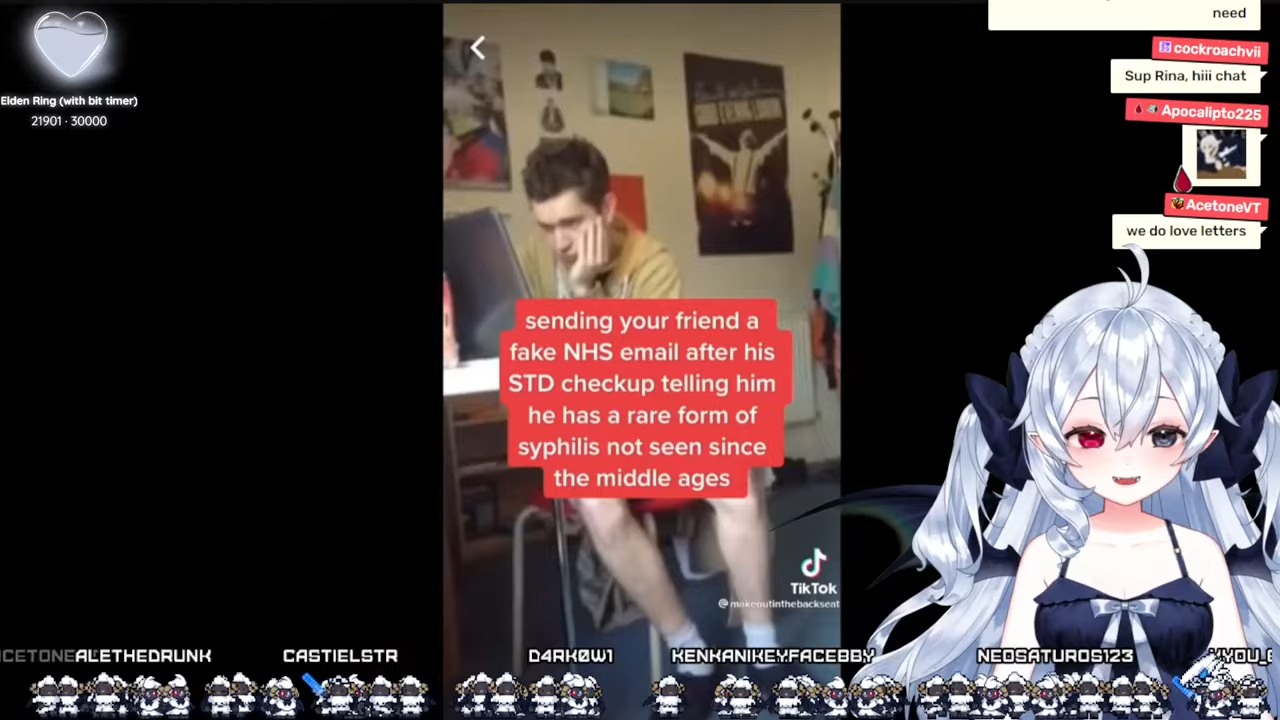 Elden Ring (with bit timer)
21901 · 30000
need
cockroachvii
Sup Rina, hiii chat
Apocalipto225
AcetoneVT
we do love letters
sending your friend a
fake NHS email after his
STD checkup telling him
he has a rare form of
syphilis not seen since
the middle ages
TikTok
@makeoutinthebackseat
ALETHEDRUNK
CASTIELSTR
D4RKØW1
KENKANIKEYFACEBBY
NEOSATUROS123